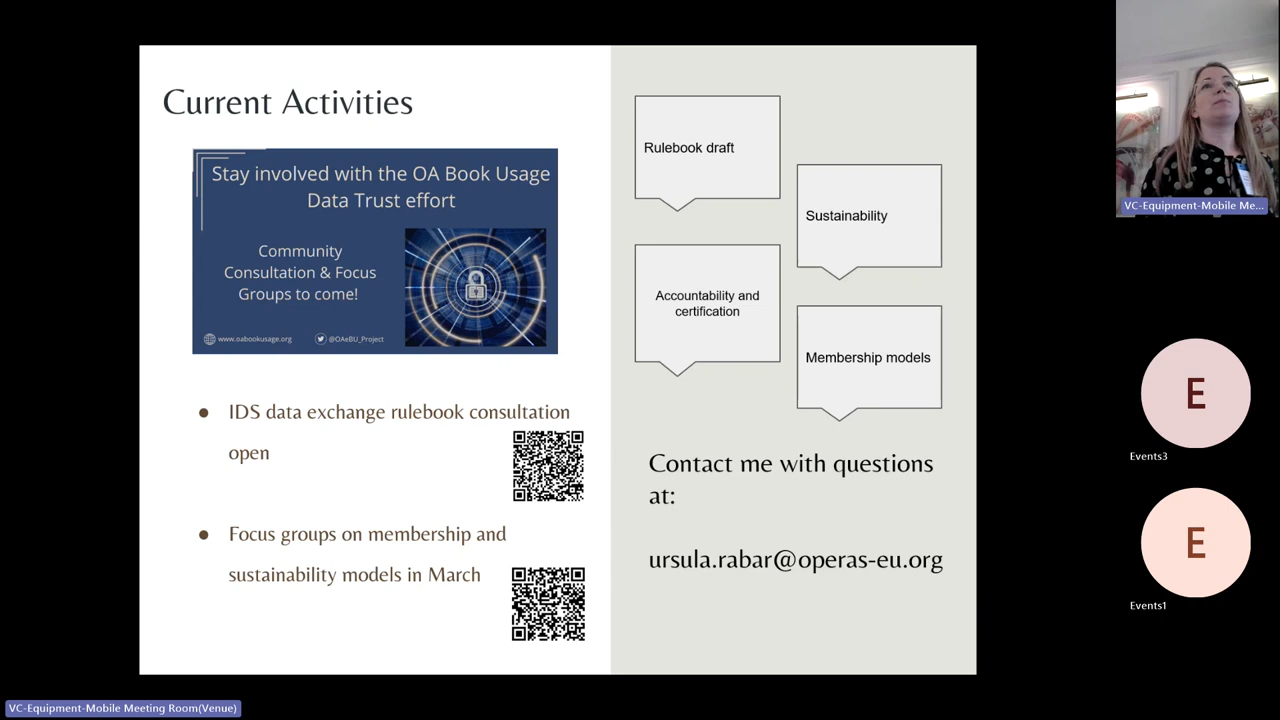 Current Activities
Stay involved with the OA Book Usage
Data Trust effort
Community
Consultation & Focus
Groups to come!
www.oabookusage.org
@OAeBU_Project
● IDS data exchange rulebook consultation
open
● Focus groups on membership and
sustainability models in March
Rulebook draft
Sustainability
Accountability and
certification
Membership models
Contact me with questions
at:
ursula.rabar@operas-eu.org
VC-Equipment-Mobile Me...
E
Events3
E
Events1
VC-Equipment-Mobile Meeting Room(Venue)